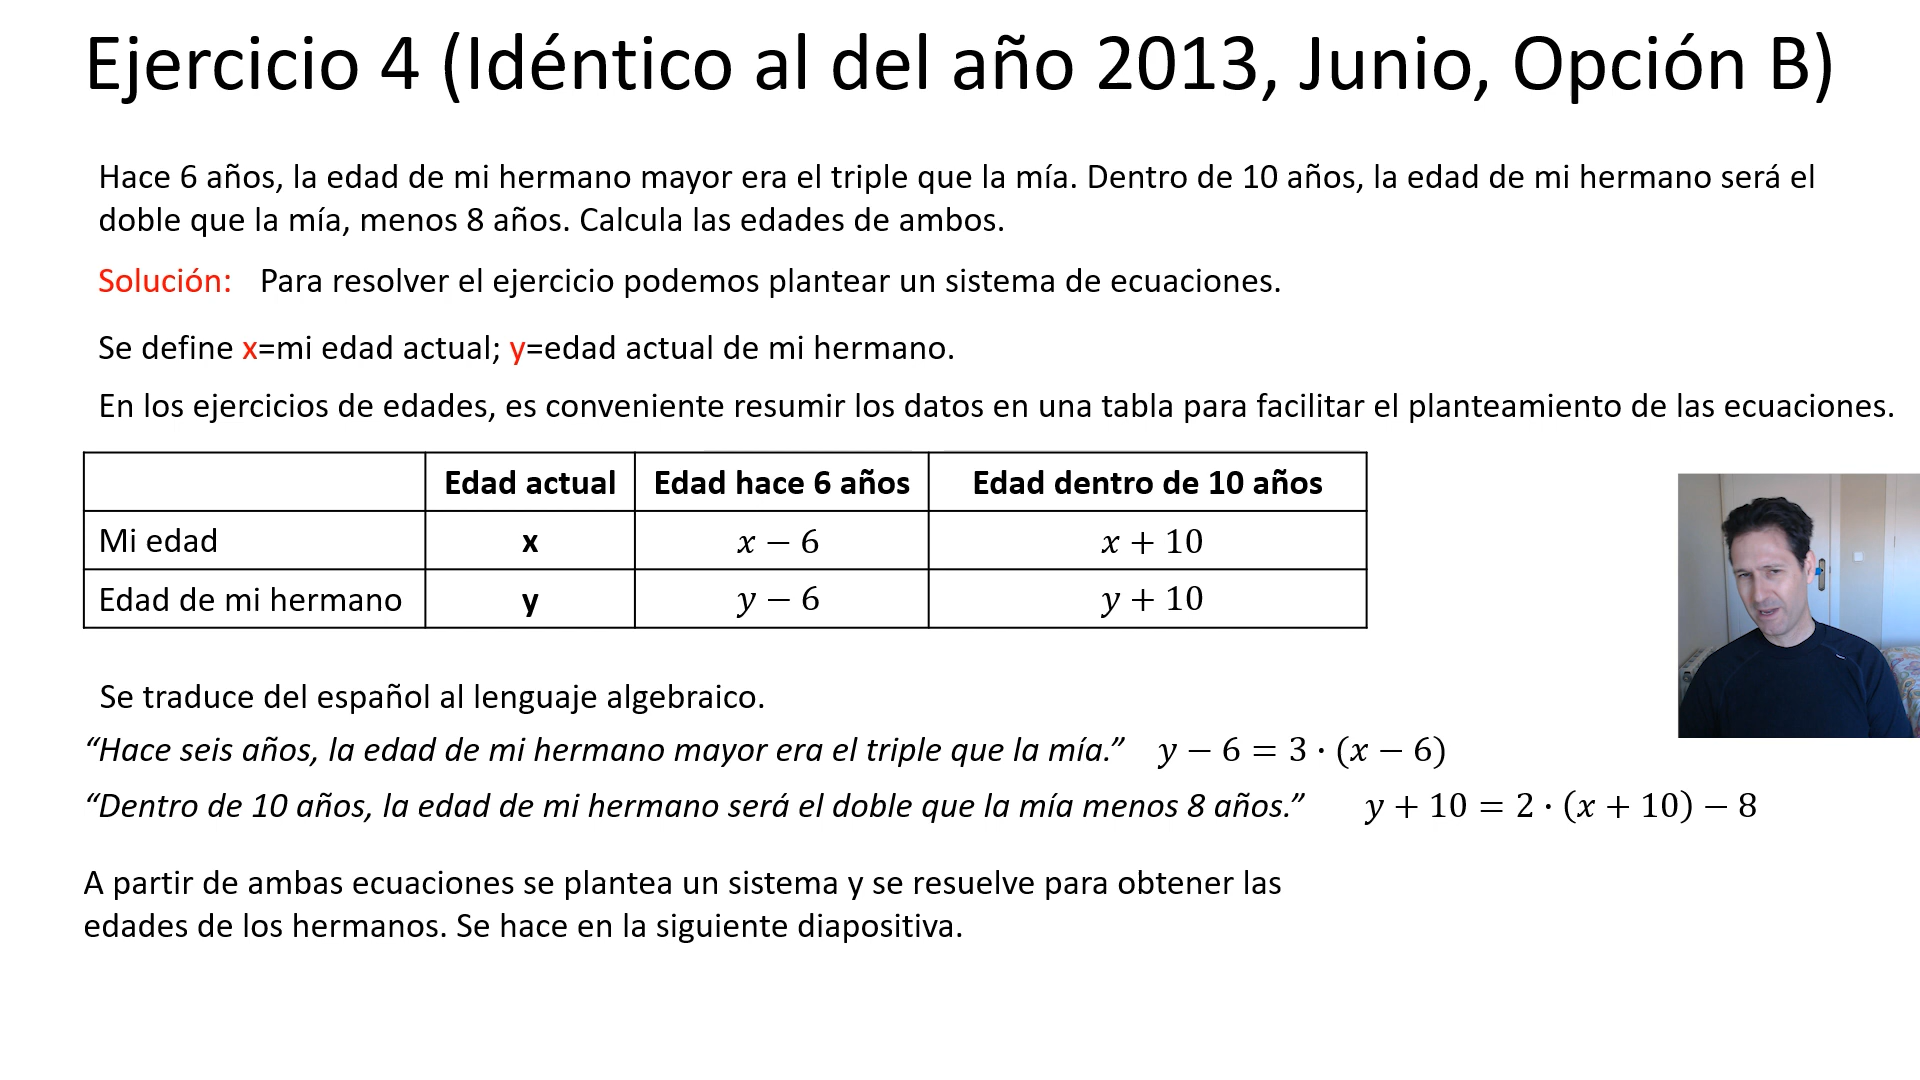 Ejercicio 4 (Idéntico al del año 2013, Junio, Opción B)
Hace 6 años, la edad de mi hermano mayor era el triple que la mía. Dentro de 10 años, la edad de mi hermano será el
doble que la mía, menos 8 años. Calcula las edades de ambos.
Solución: Para resolver el ejercicio podemos plantear un sistema de ecuaciones.
Se define x=mi edad actual; y=edad actual de mi hermano.
En los ejercicios de edades, es conveniente resumir los datos en una tabla para facilitar el planteamiento de las ecuaciones.
Edad actual Edad hace 6 años Edad dentro de 10 años
Mi edad x x − 6 x + 10
Edad de mi hermano y y − 6 y + 10
Se traduce del español al lenguaje algebraico.
“Hace seis años, la edad de mi hermano mayor era el triple que la mía.” y − 6 = 3 · (x − 6)
“Dentro de 10 años, la edad de mi hermano será el doble que la mía menos 8 años.” y + 10 = 2 · (x + 10) − 8
A partir de ambas ecuaciones se plantea un sistema y se resuelve para obtener las
edades de los hermanos. Se hace en la siguiente diapositiva.